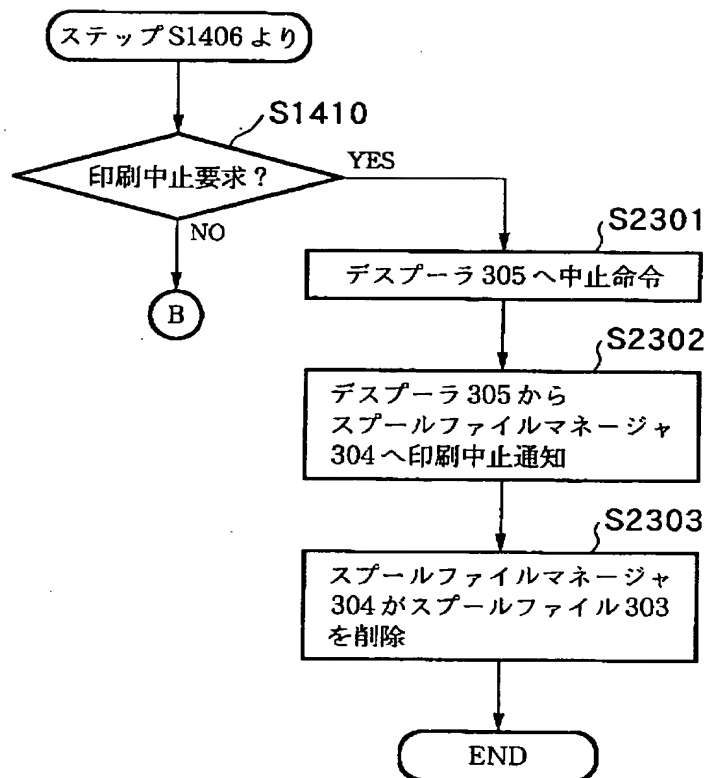 ステップS1406より
S1410
印刷中止要求?
YES
NO
B
S2301
デスプーラ305へ中止命令
S2302
デスプーラ305から
スプールファイルマネージャ
304へ印刷中止通知
S2303
スプールファイルマネージャ
304がスプールファイル303
を削除
END